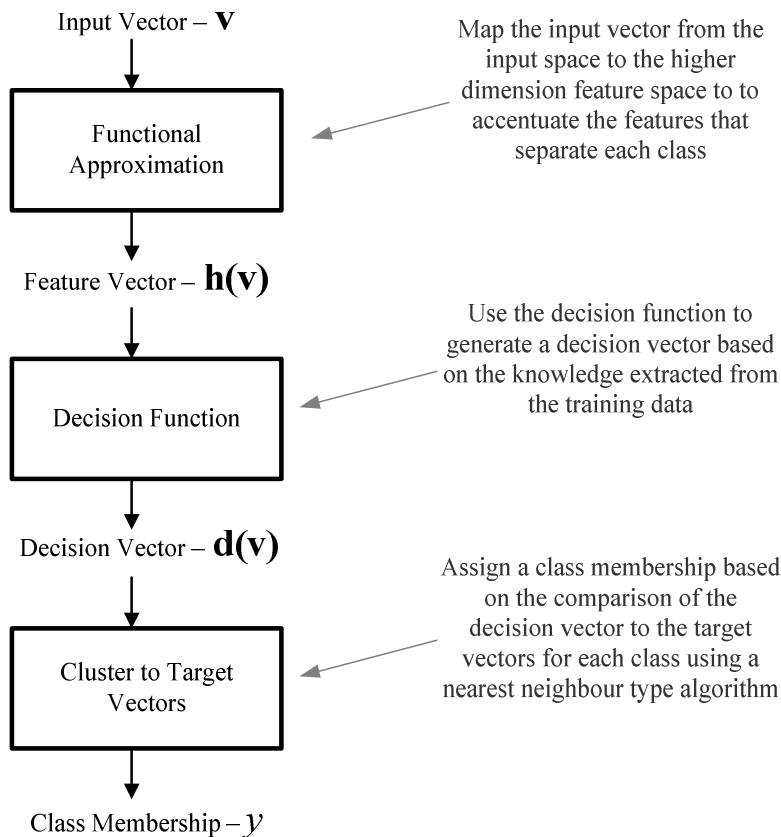 Input Vector – v
Map the input vector from the
input space to the higher
dimension feature space to to
accentuate the features that
separate each class
Functional
Approximation
Feature Vector – h(v)
Use the decision function to
generate a decision vector based
on the knowledge extracted from
the training data
Decision Function
Decision Vector – d(v)
Assign a class membership based
on the comparison of the
decision vector to the target
vectors for each class using a
nearest neighbour type algorithm
Cluster to Target
Vectors
Class Membership – y